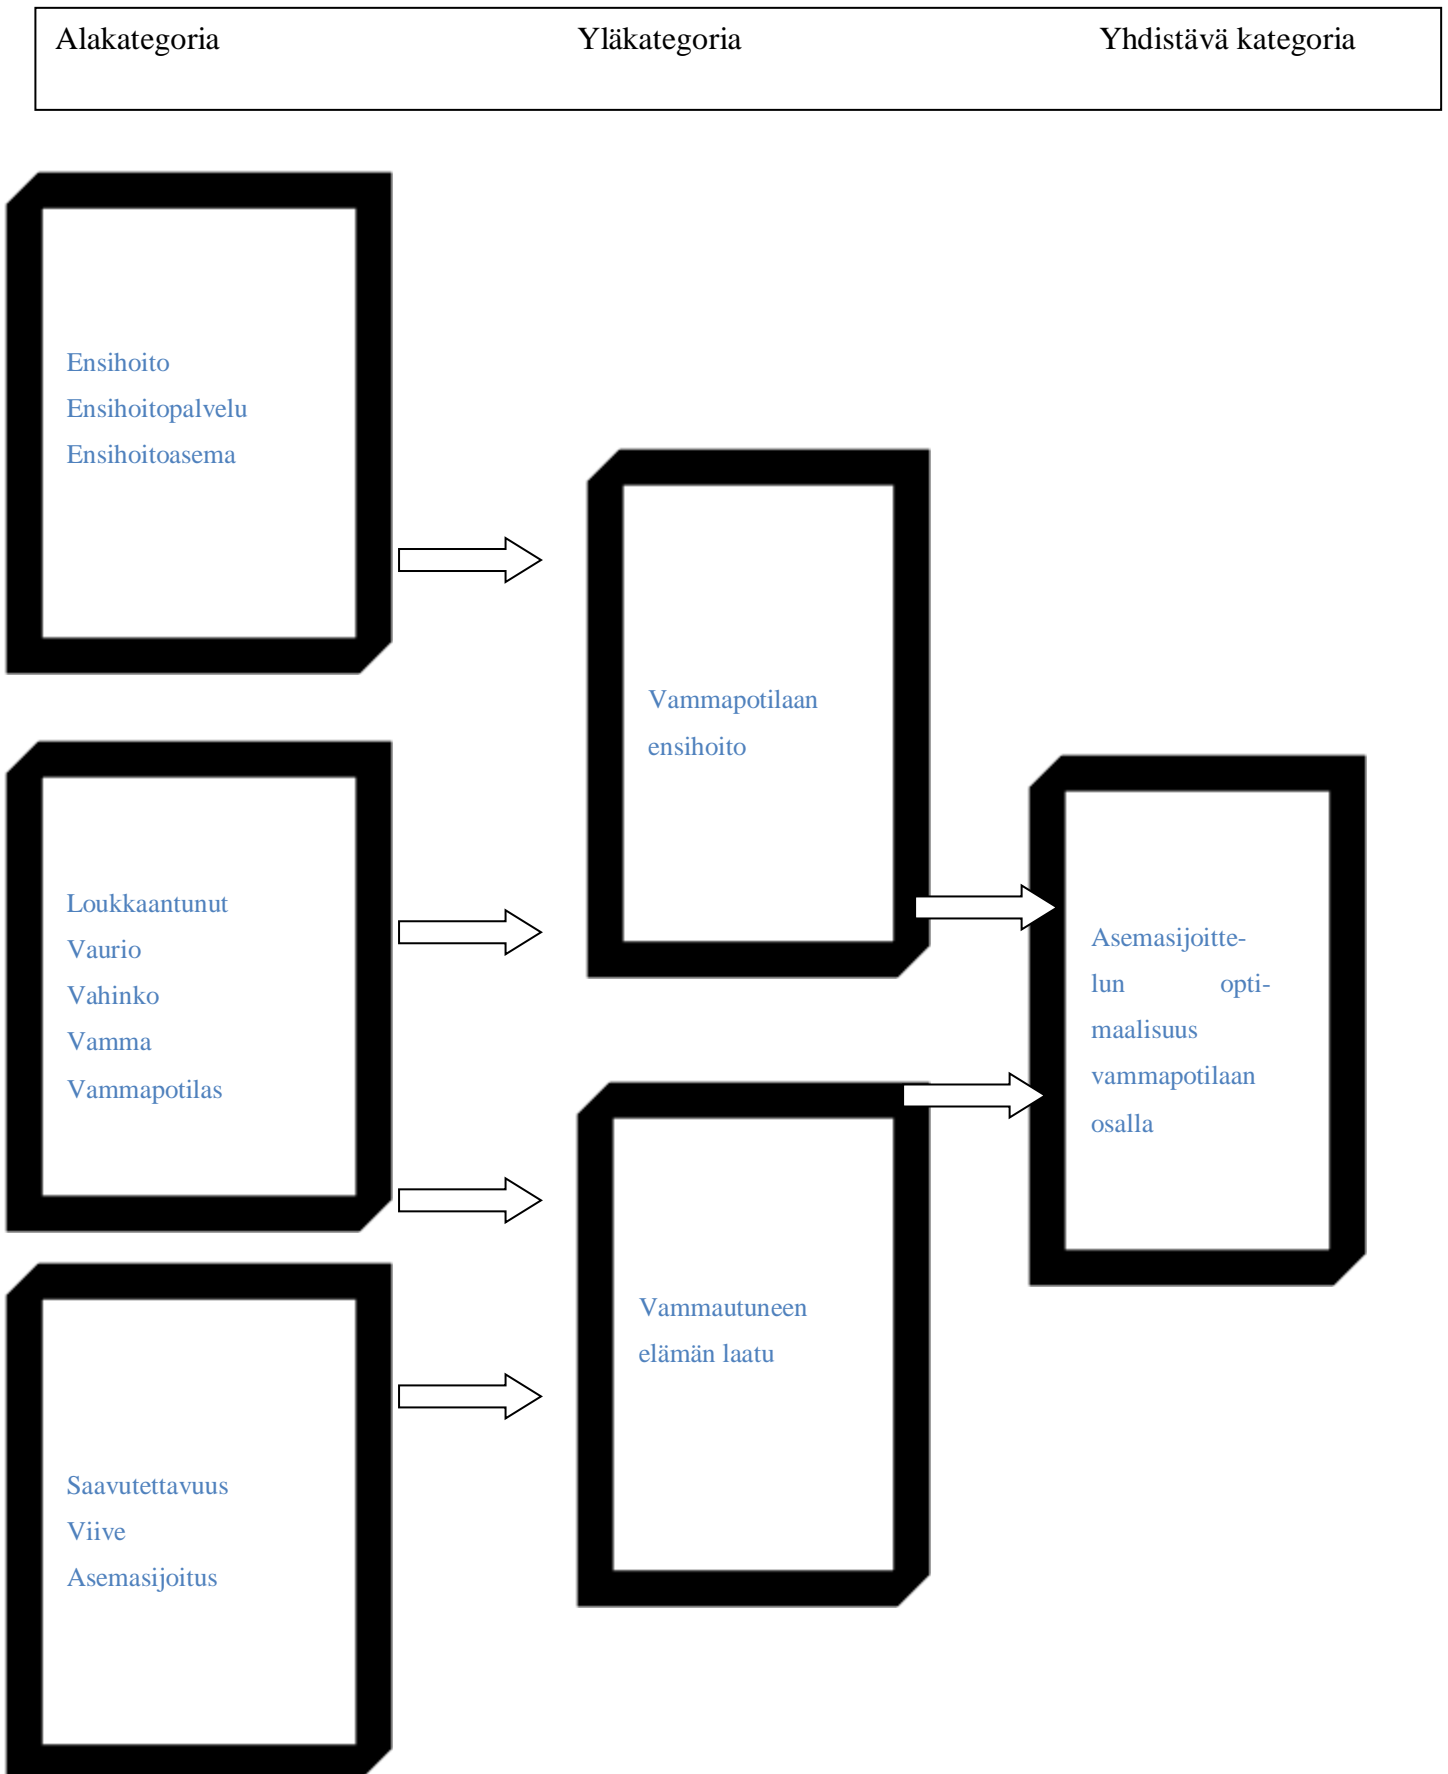 Alakategoria Yläkategoria Yhdistävä kategoria
Ensihoito
Ensihoitopalvelu
Ensihoitoasema
Loukkaantunut
Vaurio
Vahinko
Vamma
Vammapotilas
Saavutettavuus
Viive
Asemasijoitus
Vammapotilaan
ensihoito
Vammautuneen
elämän laatu
Asemasijoitte-
lun opti-
maalisuus
vammapotilaan
osalla